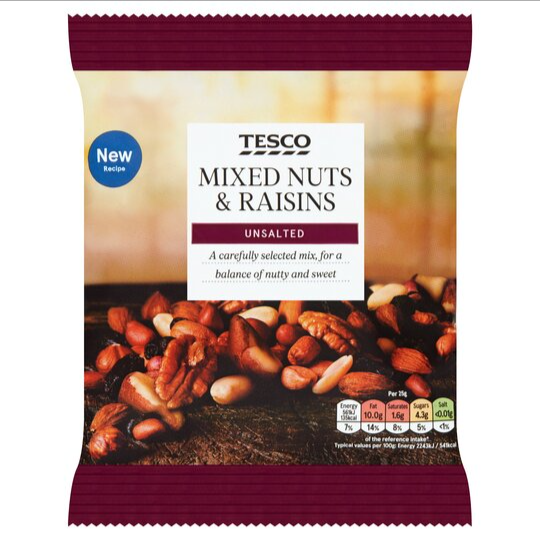 New
Recipe
TESCO
MIXED NUTS
& RAISINS
UNSALTED
A carefully selected mix, for a
balance of nutty and sweet
Per 25g
Energy Fat Saturates Sugars Salt
561kJ 10.0g 1.6g 4.3g <0.01g
135kcal
7% 14% 8% 5% <1%
of the reference intake*
Typical values per 100g: Energy 2243kJ / 541kcal